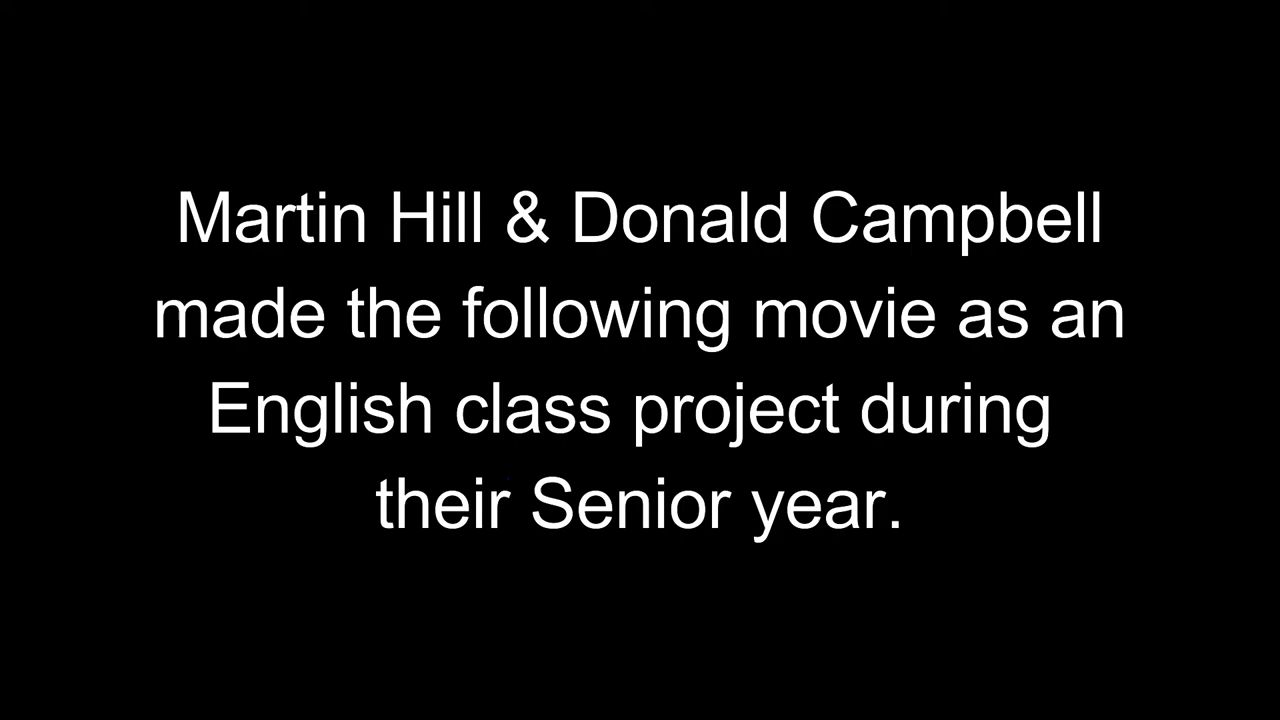 Martin Hill & Donald Campbell
made the following movie as an
English class project during
their Senior year.